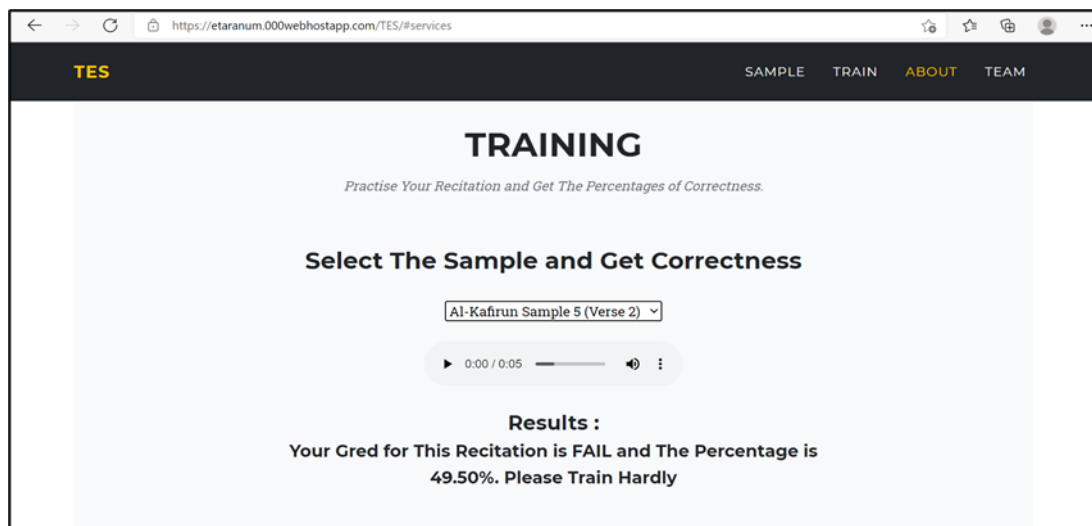 https://etaranum.000webhostapp.com/TES/#services
TES SAMPLE TRAIN ABOUT TEAM
TRAINING
Practise Your Recitation and Get The Percentages of Correctness.
Select The Sample and Get Correctness
Al-Kafirun Sample 5 (Verse 2)
0:00 / 0:05
Results :
Your Gred for This Recitation is FAIL and The Percentage is
49.50%. Please Train Hardly